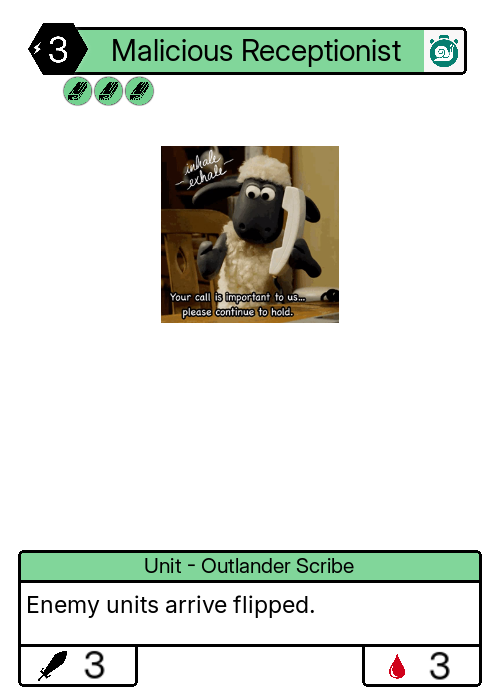 3
Malicious Receptionist
inhale
exhale
Your call is important to us...
please continue to hold.
Unit - Outlander Scribe
Enemy units arrive flipped.
3
3